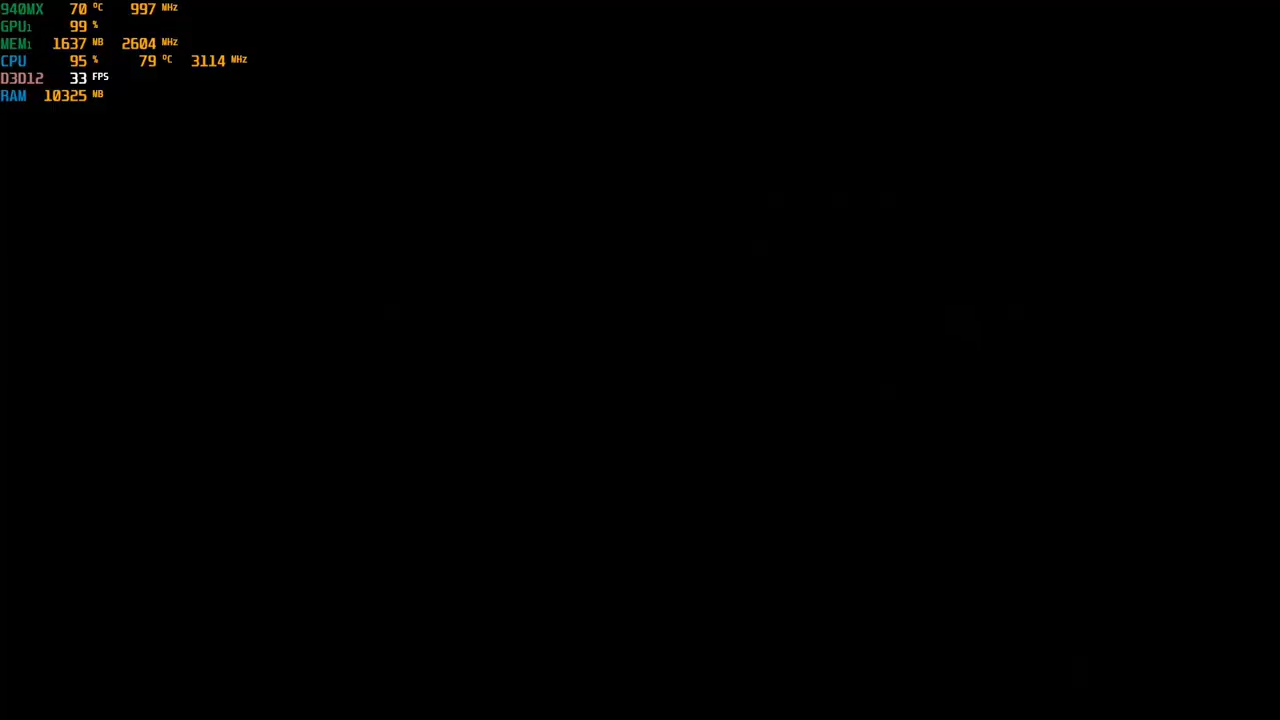 940MX 70 °C 997 MHz
GPU1 99 %
MEM1 1637 MB 2604 MHz
CPU 95 % 79 °C 3114 MHz
D3D12 33 FPS
RAM 10325 MB